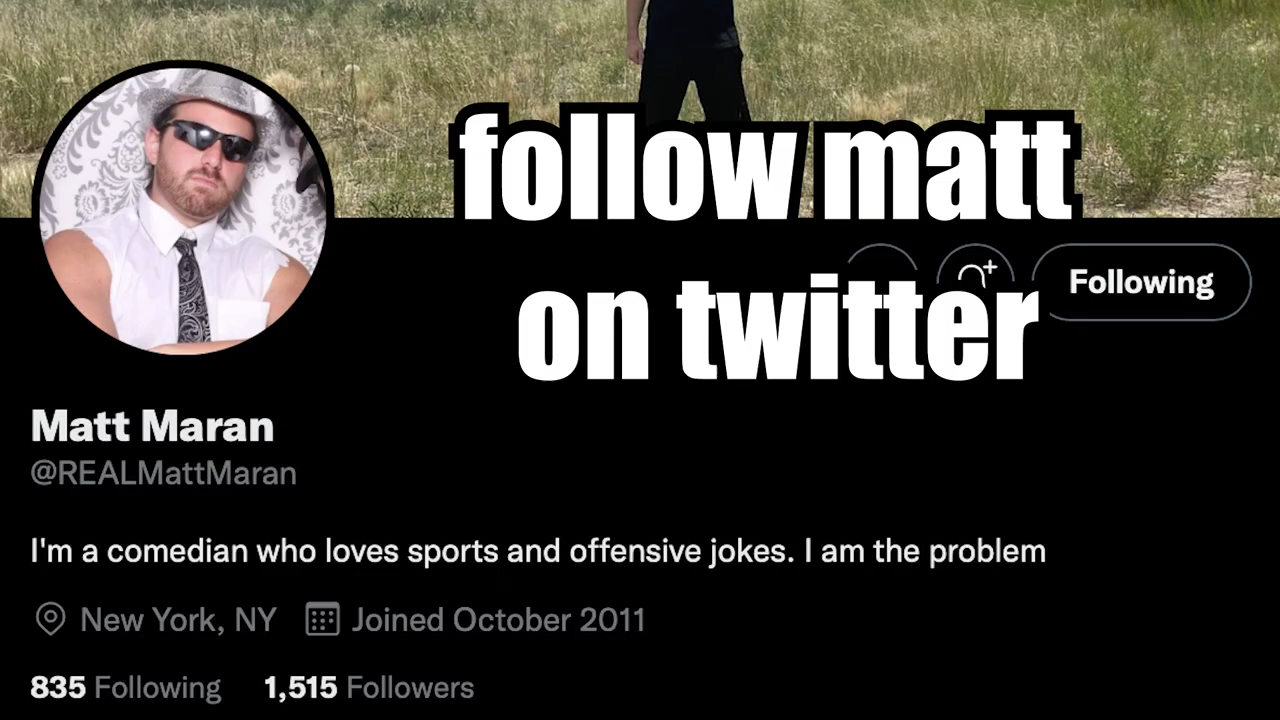 follow matt
on twitter
Following
Matt Maran
@REALMattMaran
I'm a comedian who loves sports and offensive jokes. I am the problem
New York, NY Joined October 2011
835 Following 1,515 Followers